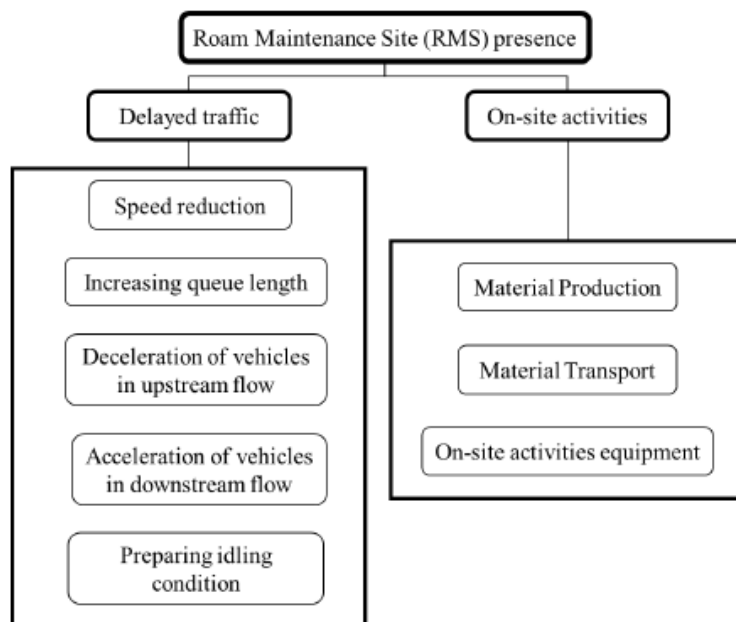 Roam Maintenance Site (RMS) presence
Delayed traffic
On-site activities
Speed reduction
Increasing queue length
Deceleration of vehicles
in upstream flow
Acceleration of vehicles
in downstream flow
Preparing idling
condition
Material Production
Material Transport
On-site activities equipment